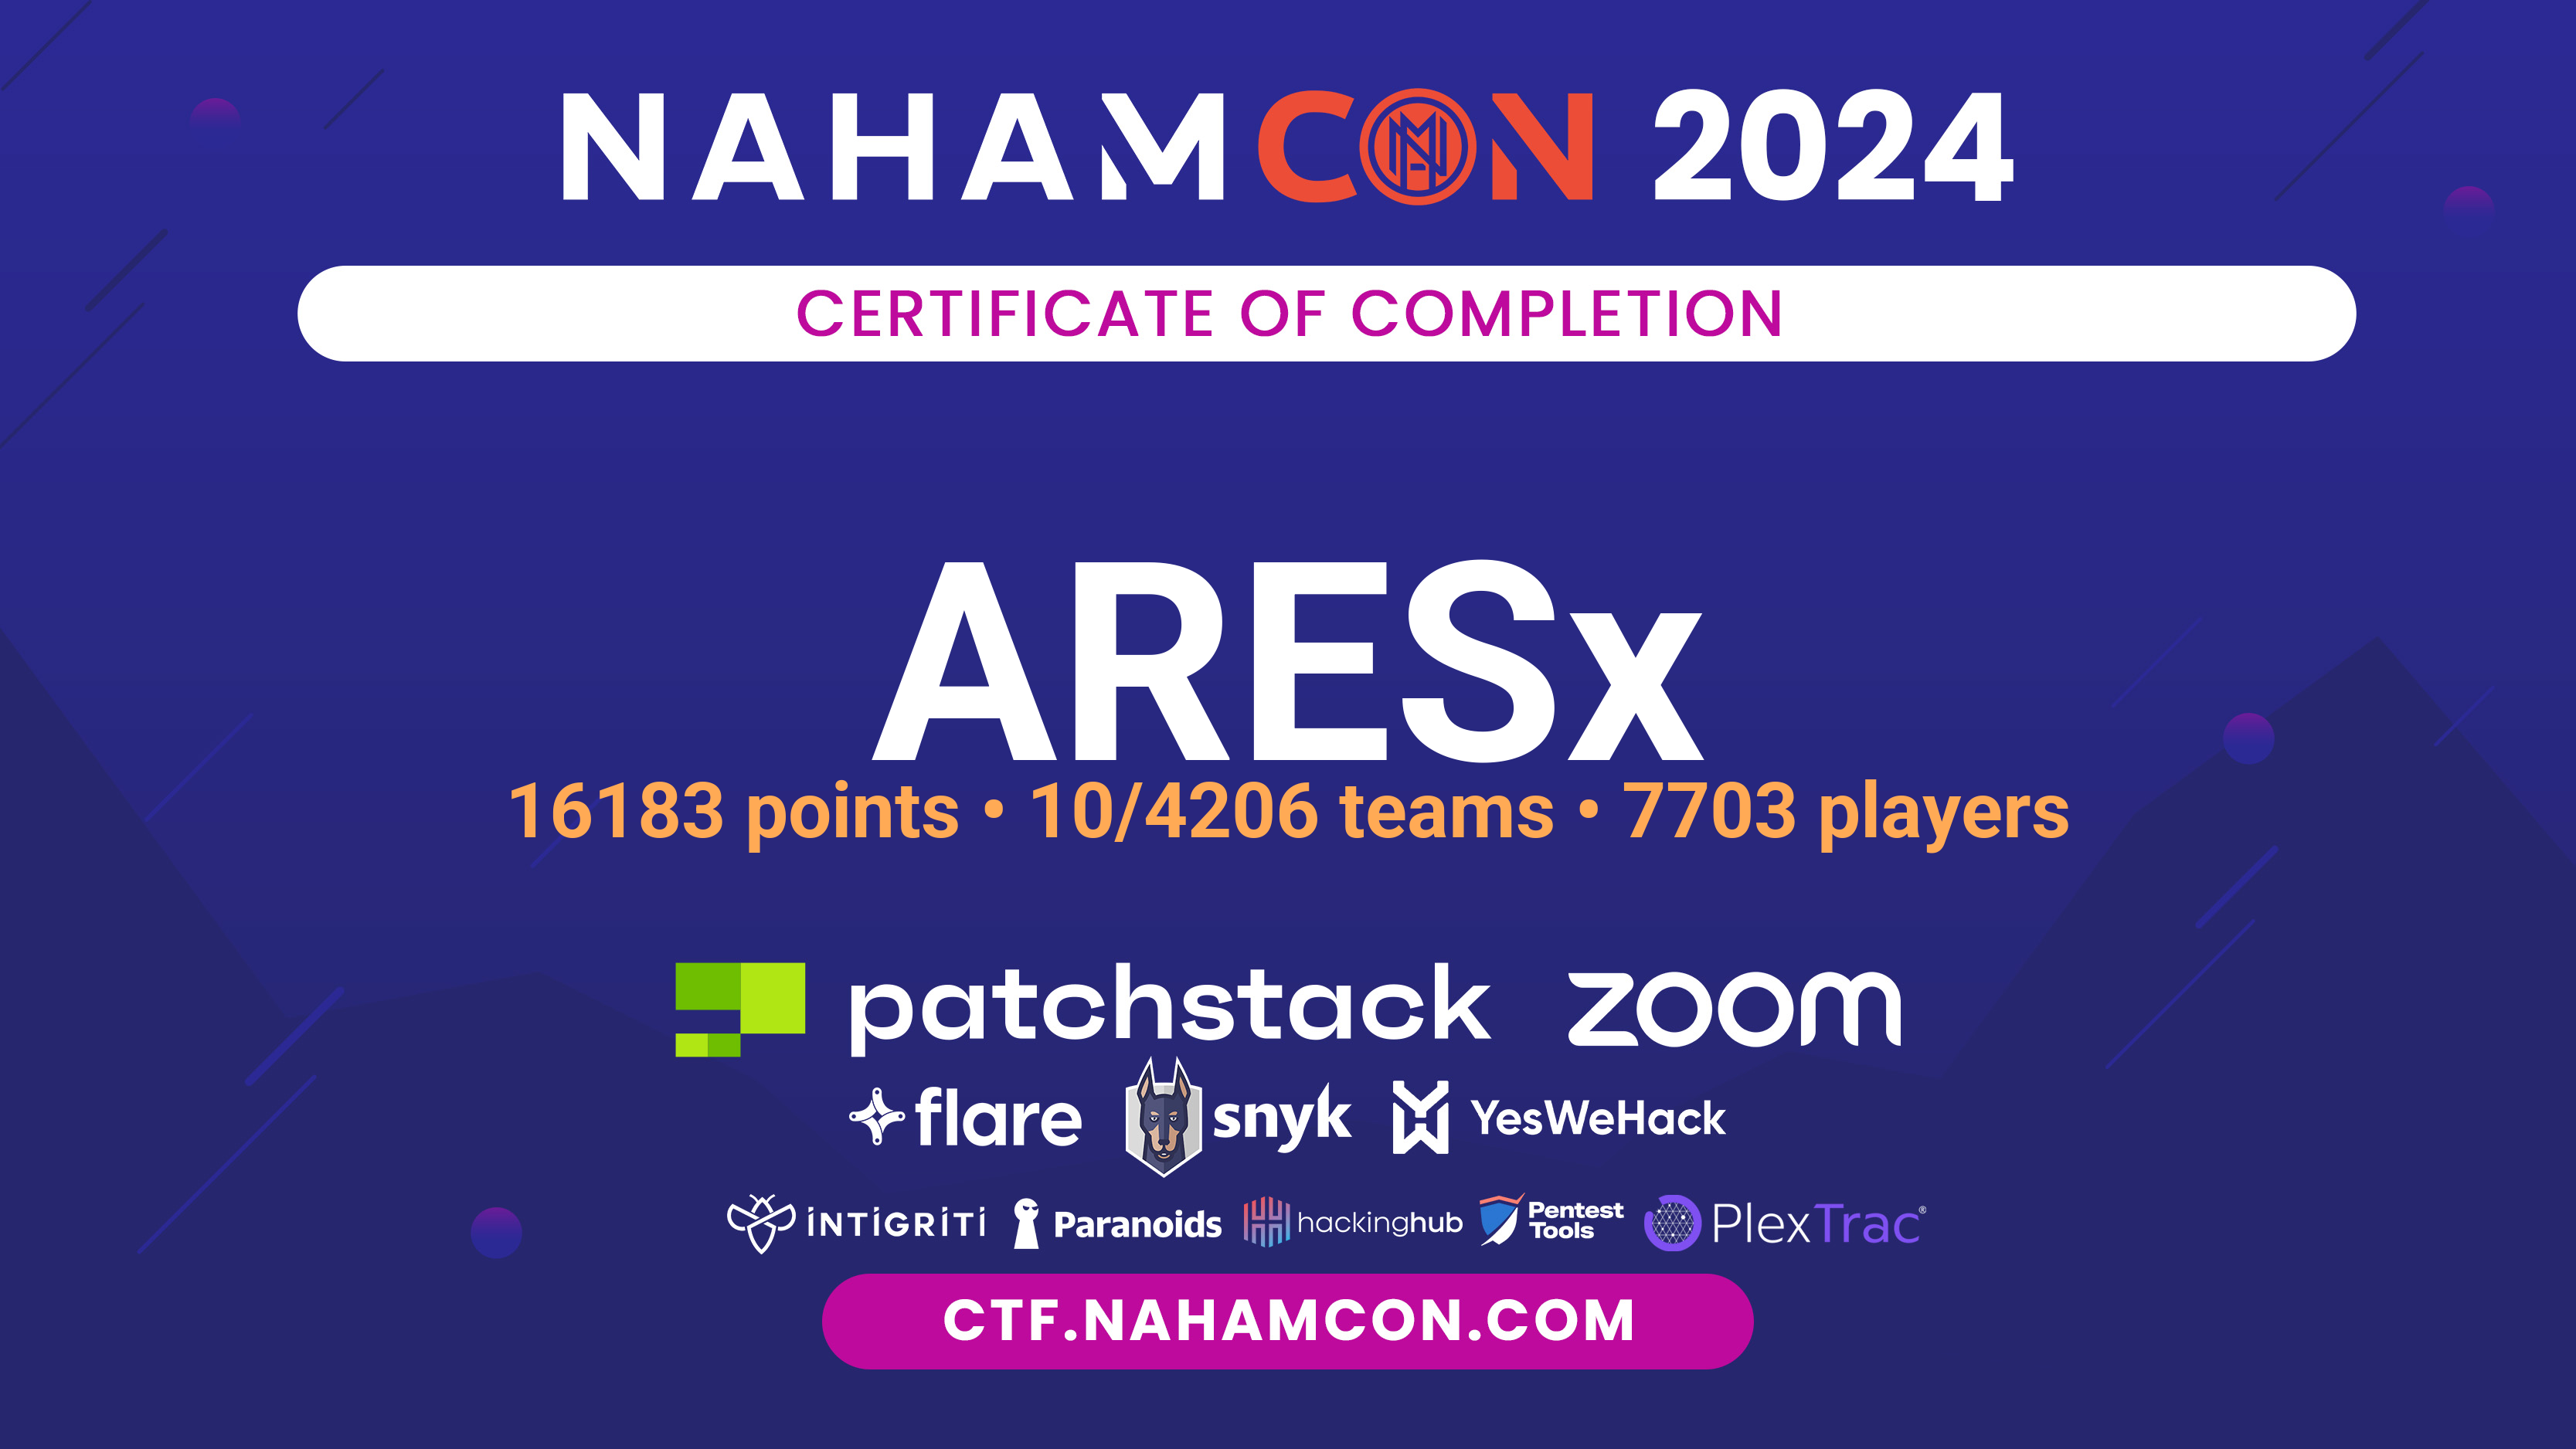 NAHAMCON 2024
CERTIFICATE OF COMPLETION
ARESx
16183 points • 10/4206 teams • 7703 players
patchstack zoom
flare snyk YesWeHack
INTIGRITI Paranoids hackinghub Pentest Tools PlexTrac®
CTF.NAHAMCON.COM